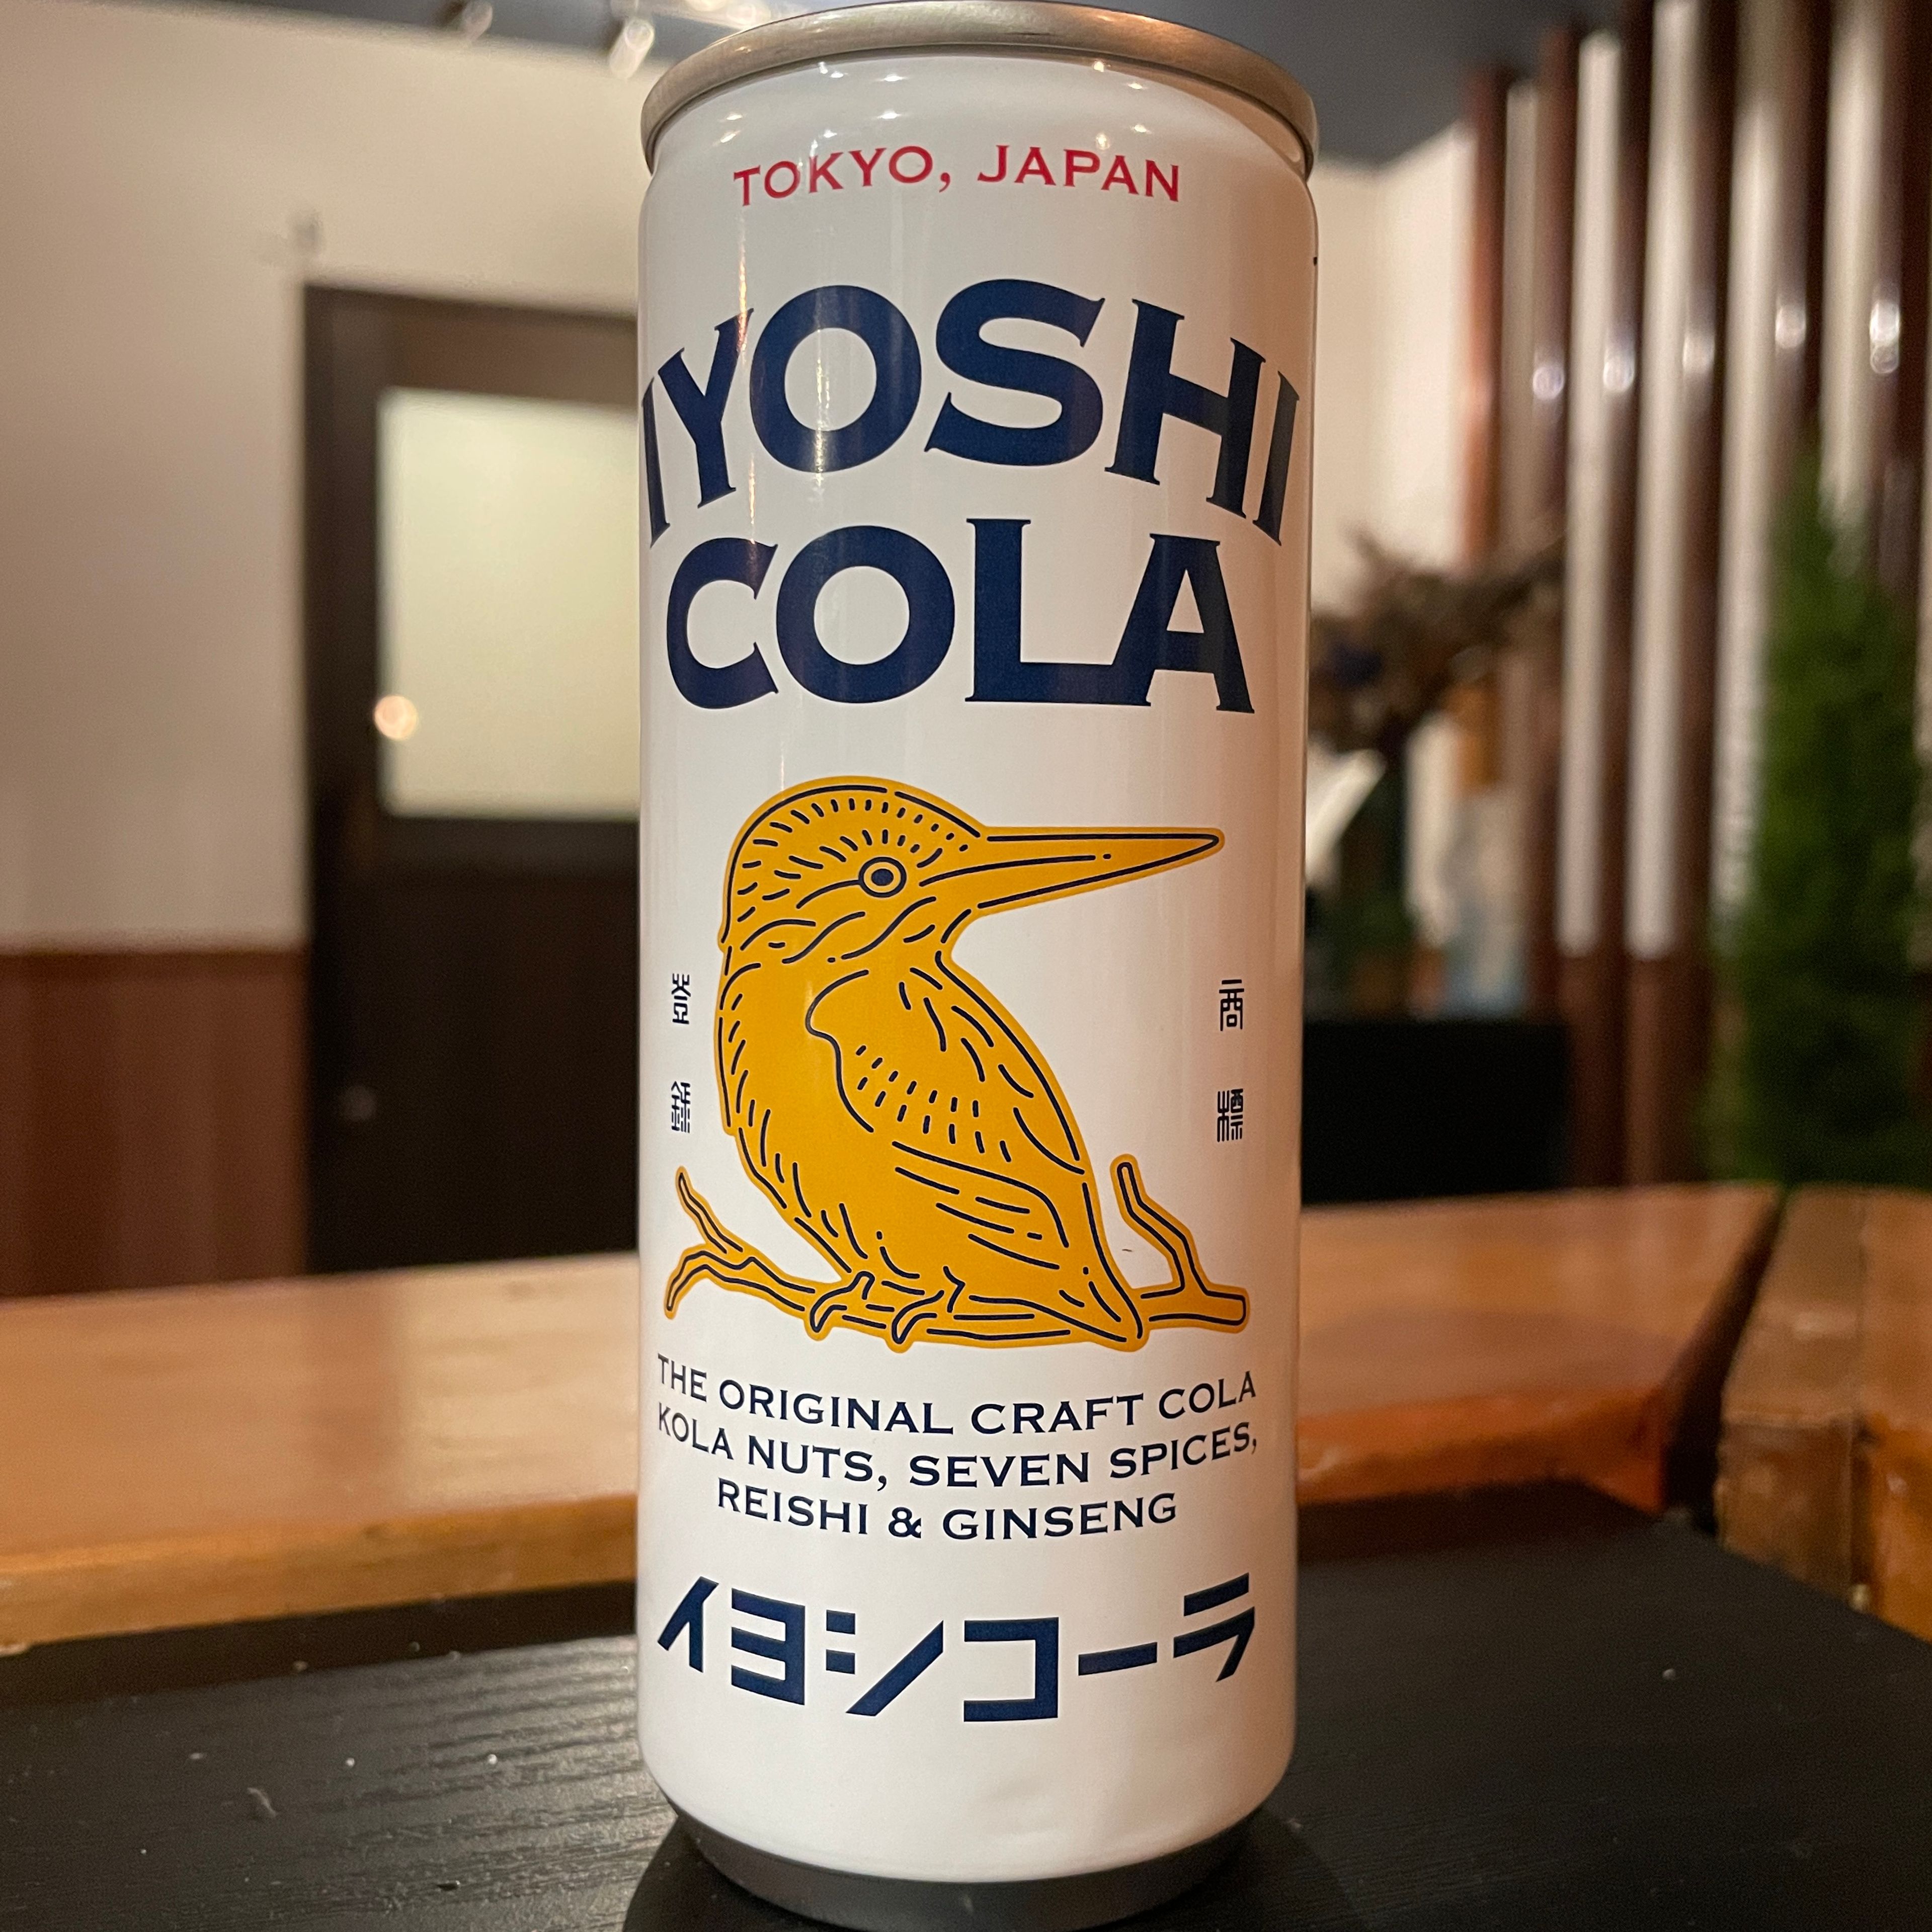 TOKYO, JAPAN
IYOSHI
COLA
登録
商標
THE ORIGINAL CRAFT COLA
KOLA NUTS, SEVEN SPICES,
REISHI & GINSENG
イヨシコーラ